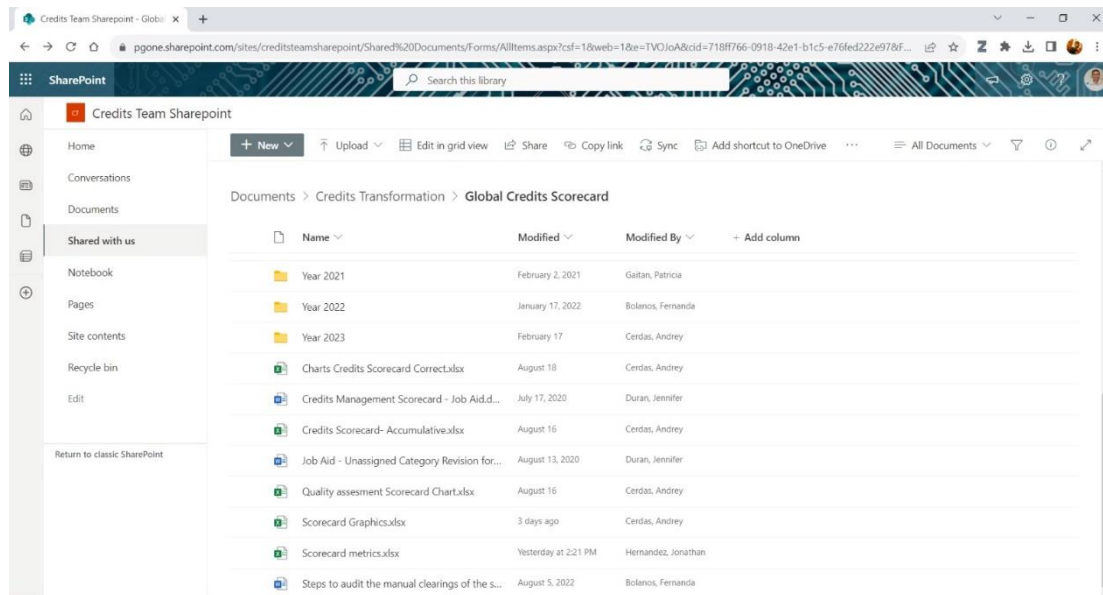 Credits Team Sharepoint - Globa
pgone.sharepoint.com/sites/creditsteamsharepoint/Shared%20Documents/Forms/AllItems.aspx?csf=1&web=1&e=TVOJoA&cid=718ff766-0918-42e1-b1c5-e76fed222e97&F...
SharePoint
Search this library
CT Credits Team Sharepoint
+ New Upload Edit in grid view Share Copy link Sync Add shortcut to OneDrive ... All Documents
Home
Conversations
Documents
Shared with us
Notebook
Pages
Site contents
Recycle bin
Edit
Return to classic SharePoint
Documents > Credits Transformation > Global Credits Scorecard
Name Modified Modified By + Add column
Year 2021 February 2, 2021 Gaitan, Patricia
Year 2022 January 17, 2022 Bolanos, Fernanda
Year 2023 February 17 Cerdas, Andrey
Charts Credits Scorecard Correct.xlsx August 18 Cerdas, Andrey
Credits Management Scorecard - Job Aid.d... July 17, 2020 Duran, Jennifer
Credits Scorecard- Accumulative.xlsx August 16 Cerdas, Andrey
Job Aid - Unassigned Category Revision for... August 13, 2020 Duran, Jennifer
Quality assesment Scorecard Chart.xlsx August 16 Cerdas, Andrey
Scorecard Graphics.xlsx 3 days ago Cerdas, Andrey
Scorecard metrics.xlsx Yesterday at 2:21 PM Hernandez, Jonathan
Steps to audit the manual clearings of the s... August 5, 2022 Bolanos, Fernanda